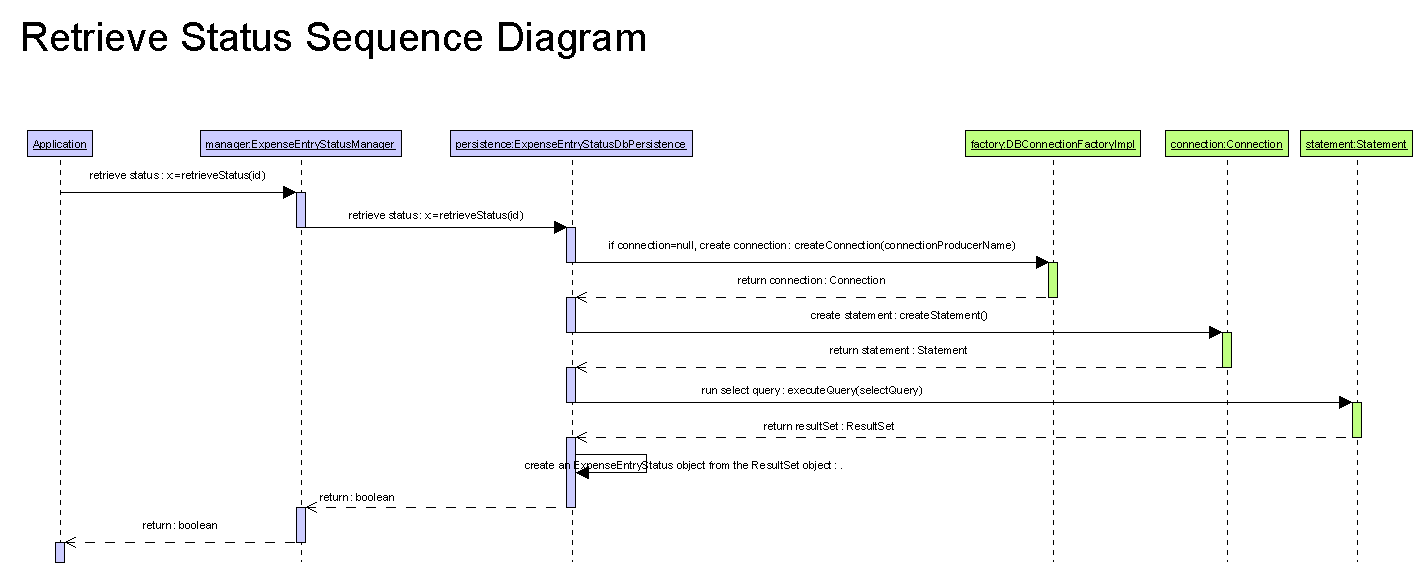 Retrieve Status Sequence Diagram
Application
manager:ExpenseEntryStatusManager
persistence:ExpenseEntryStatusDbPersistence
factory:DBConnectionFactoryImpl
connection:Connection
statement:Statement
retrieve status : x:=retrieveStatus(id)
retrieve status : x:=retrieveStatus(id)
if connection=null, create connection : createConnection(connectionProducerName)
return connection : Connection
create statement : createStatement()
return statement : Statement
run select query : executeQuery(selectQuery)
return resultSet : ResultSet
create an ExpenseEntryStatus object from the ResultSet object : .
return : boolean
return : boolean